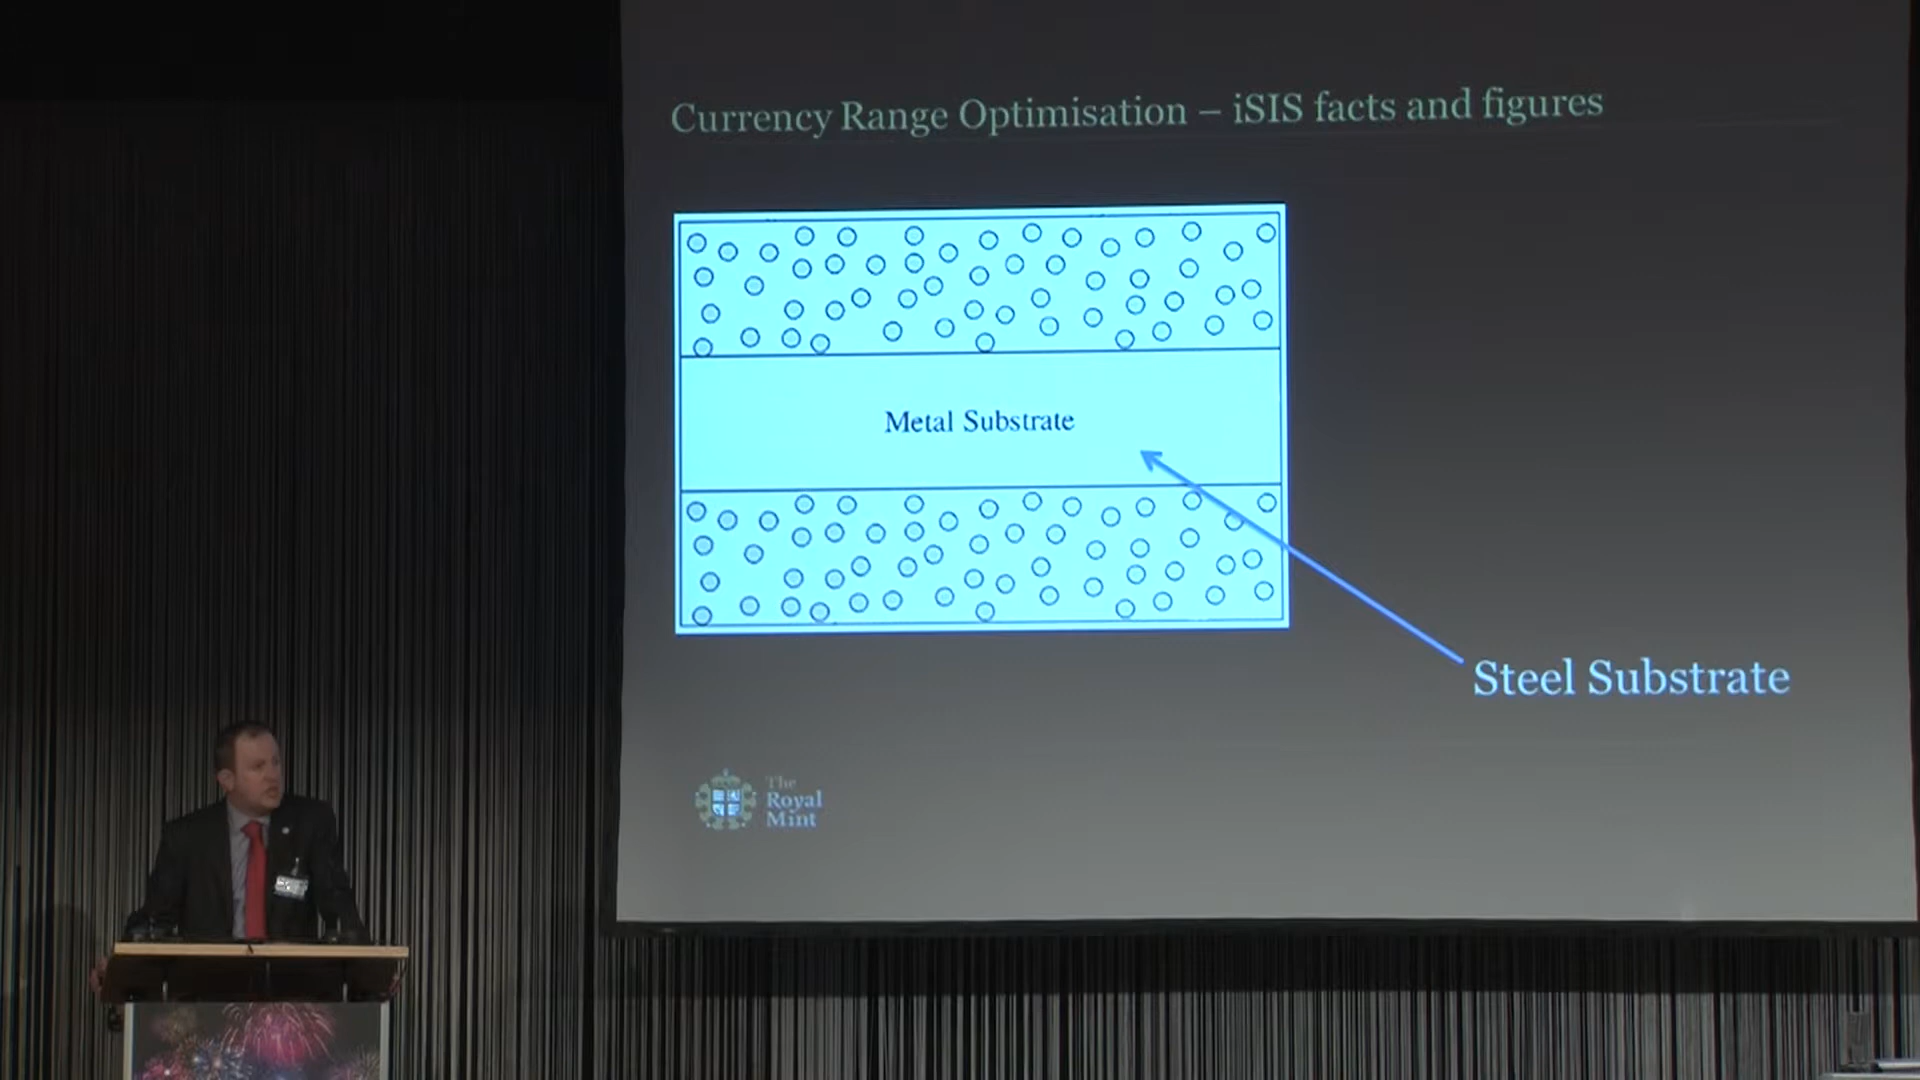 Currency Range Optimisation – iSIS facts and figures
Metal Substrate
Steel Substrate
The
Royal
Mint